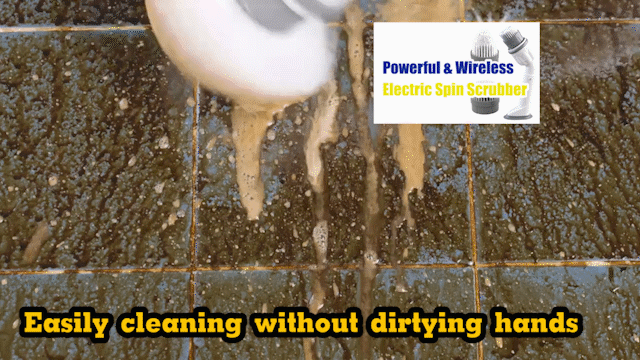 Powerful & Wireless
Electric Spin Scrubber
Easily cleaning without dirtying hands